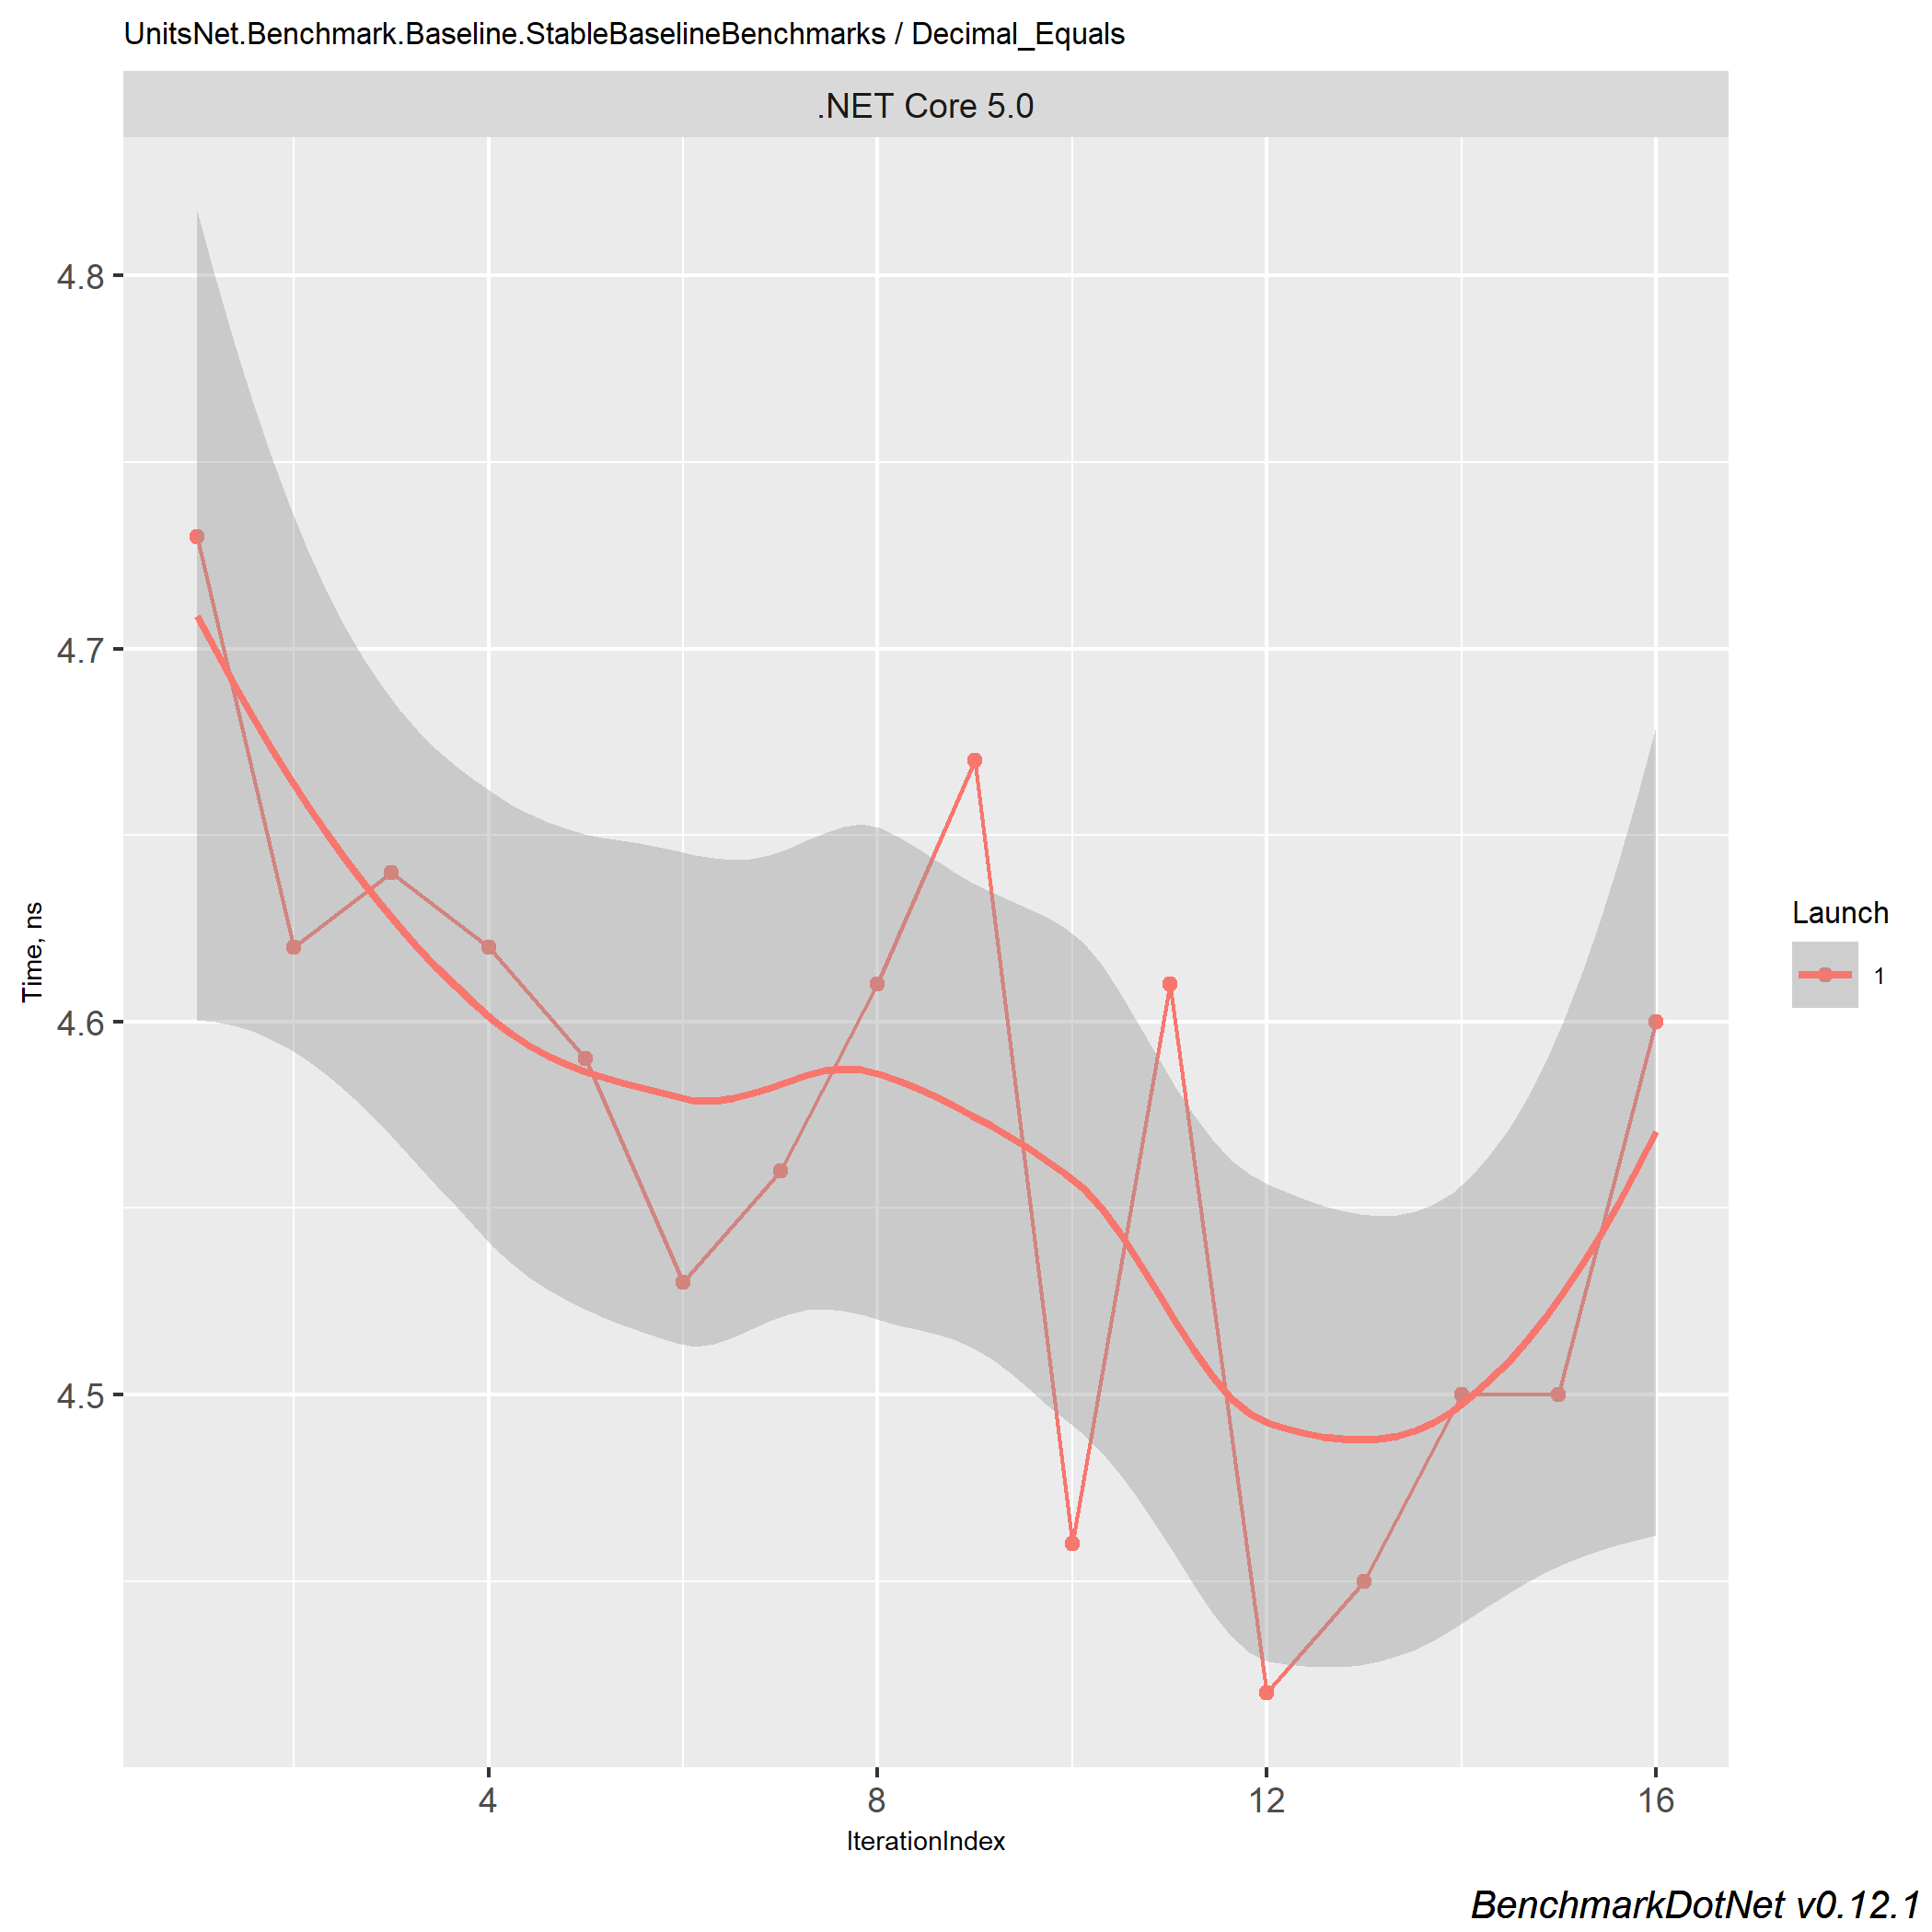 UnitsNet.Benchmark.Baseline.StableBaselineBenchmarks / Decimal_Equals
.NET Core 5.0
4.8
4.7
4.6
4.5
Time, ns
4
8
12
16
IterationIndex
Launch
1
BenchmarkDotNet v0.12.1